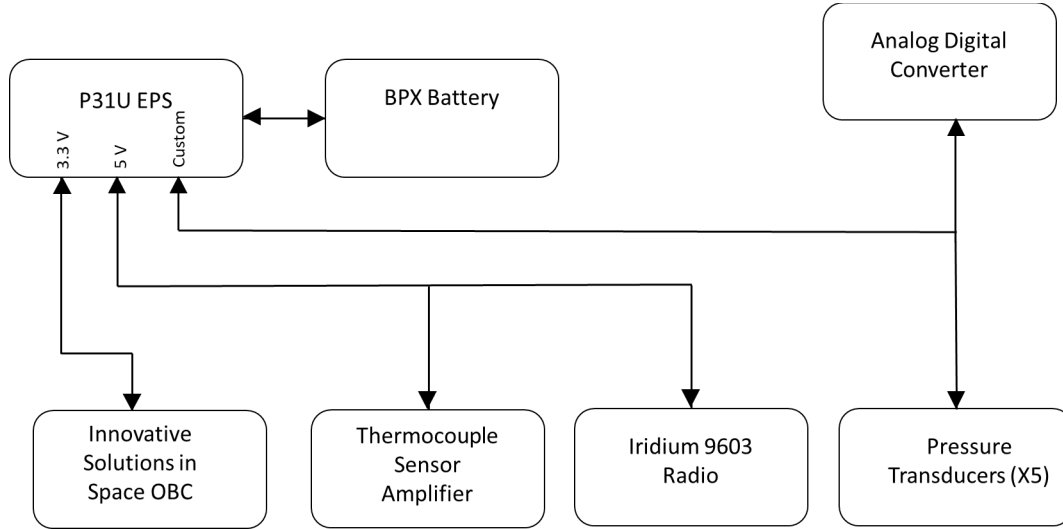 Analog Digital
Converter
P31U EPS
BPX Battery
3.3 V
5 V
Custom
Innovative
Solutions in
Space OBC
Thermocouple
Sensor
Amplifier
Iridium 9603
Radio
Pressure
Transducers (X5)